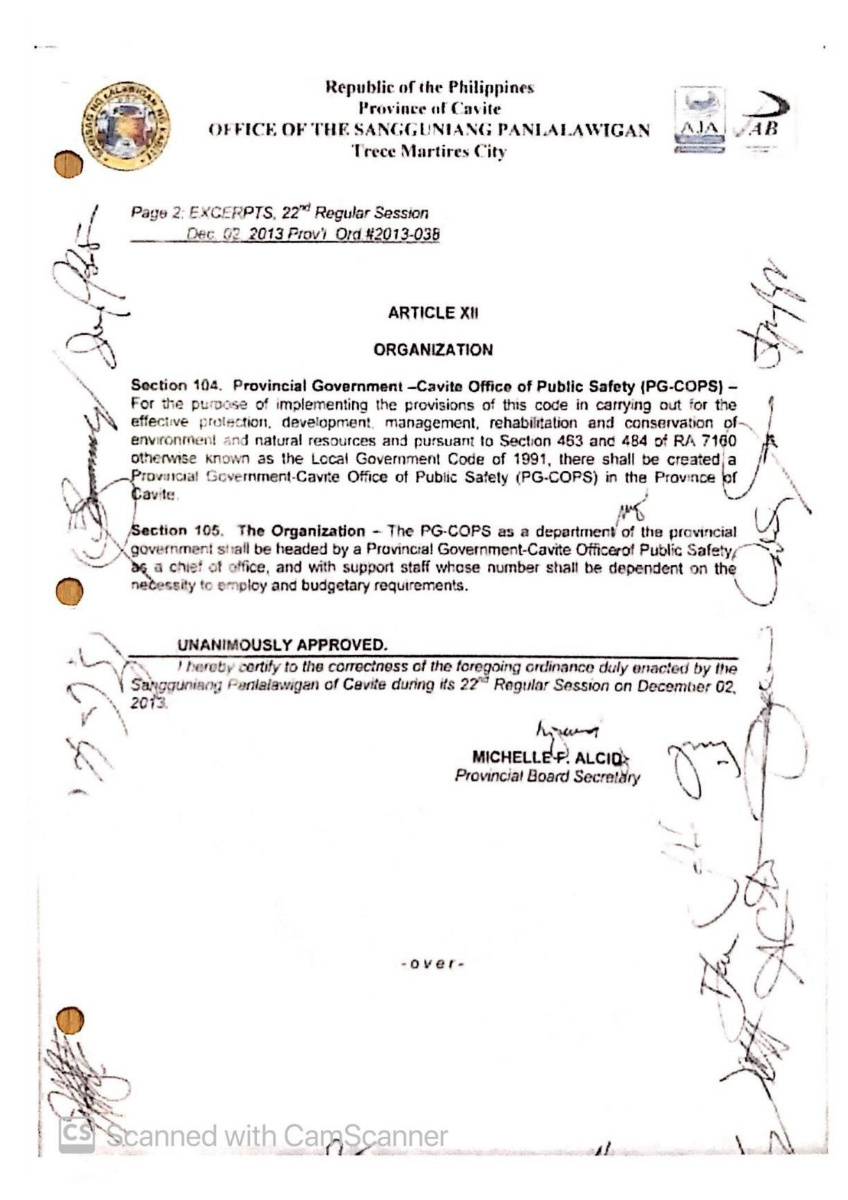 Republic of the Philippines
Province of Cavite
OFFICE OF THE SANGGUNIANG PANLALAWIGAN
Trece Martires City
AJA
AB
Page 2: EXCERPTS, 22nd Regular Session
Dec. 02 2013 Prov'l Ord #2013-038
ARTICLE XII
ORGANIZATION
Section 104. Provincial Government –Cavite Office of Public Safety (PG-COPS) –
For the purpose of implementing the provisions of this code in carrying out for the
effective protection, development, management, rehabilitation and conservation of
environment and natural resources and pursuant to Section 463 and 484 of RA 7160
otherwise known as the Local Government Code of 1991, there shall be created a
Provincial Government-Cavite Office of Public Safety (PG-COPS) in the Province of
Cavite.
Section 105. The Organization – The PG-COPS as a department of the provincial
government shall be headed by a Provincial Government-Cavite Officerof Public Safety,
as a chief of office, and with support staff whose number shall be dependent on the
necessity to employ and budgetary requirements.
UNANIMOUSLY APPROVED.
I hereby certify to the correctness of the foregoing ordinance duly enacted by the
Sangguniang Panlalawigan of Cavite during its 22nd Regular Session on December 02,
2013.
MICHELLE F. ALCID
Provincial Board Secretary
-over-
CS Scanned with CamScanner